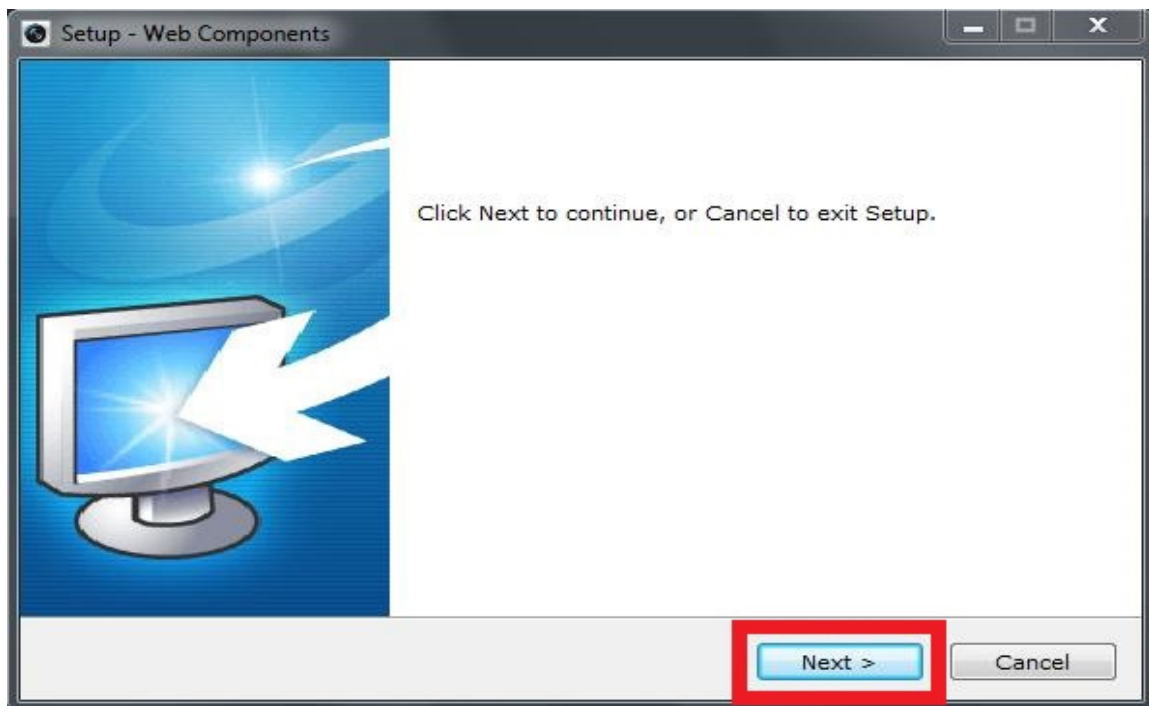 Setup - Web Components
Click Next to continue, or Cancel to exit Setup.
Next >
Cancel